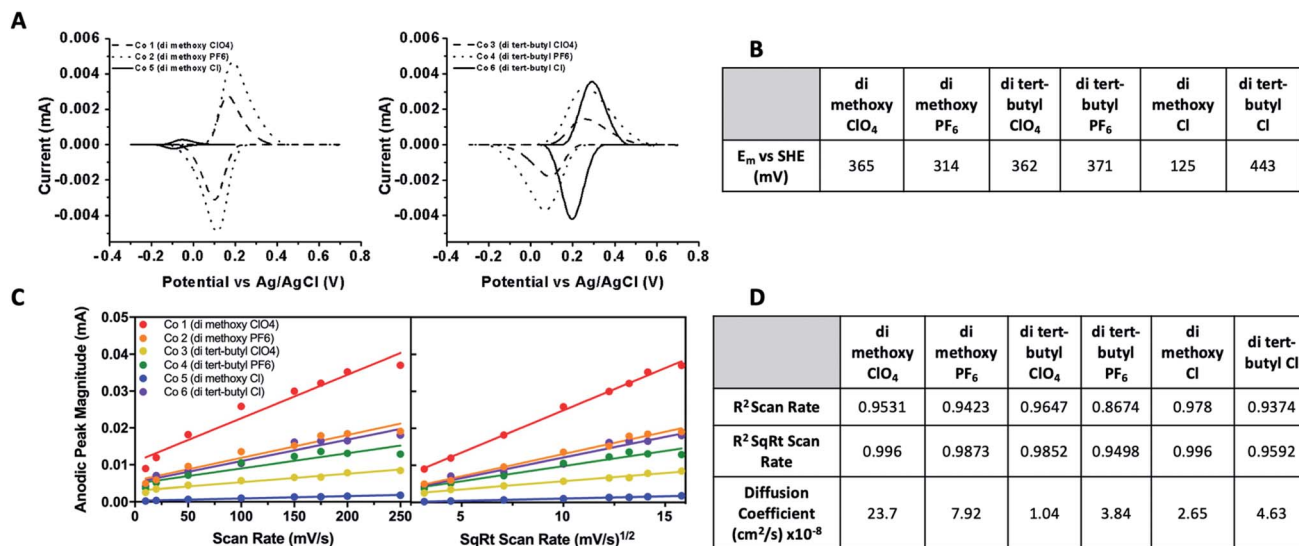 A
0.006
0.004
0.002
0.000
-0.002
-0.004
Current (mA)
Co 1 (di methoxy ClO4)
Co 2 (di methoxy PF6)
Co 5 (di methoxy Cl)
-0.4 -0.2 0.0 0.2 0.4 0.6 0.8
Potential vs Ag/AgCl (V)
0.006
0.004
0.002
0.000
-0.002
-0.004
Current (mA)
Co 3 (di tert-butyl ClO4)
Co 4 (di tert-butyl PF6)
Co 6 (di tert-butyl Cl)
-0.4 -0.2 0.0 0.2 0.4 0.6 0.8
Potential vs Ag/AgCl (V)
B
di methoxy ClO4 di methoxy PF6 di tert-butyl ClO4 di tert-butyl PF6 di methoxy Cl di tert-butyl Cl
Em vs SHE (mV) 365 314 362 371 125 443
C
0.05
0.04
0.03
0.02
0.01
0.00
Anodic Peak Magnitude (mA)
Co 1 (di methoxy ClO4)
Co 2 (di methoxy PF6)
Co 3 (di tert-butyl ClO4)
Co 4 (di tert-butyl PF6)
Co 5 (di methoxy Cl)
Co 6 (di tert-butyl Cl)
0 50 100 150 200 250
Scan Rate (mV/s)
5 10 15
SqRt Scan Rate (mV/s)1/2
D
di methoxy ClO4 di methoxy PF6 di tert-butyl ClO4 di tert-butyl PF6 di methoxy Cl di tert-butyl Cl
R2 Scan Rate 0.9531 0.9423 0.9647 0.8674 0.978 0.9374
R2 SqRt Scan Rate 0.996 0.9873 0.9852 0.9498 0.996 0.9592
Diffusion Coefficient (cm2/s) x10-8 23.7 7.92 1.04 3.84 2.65 4.63